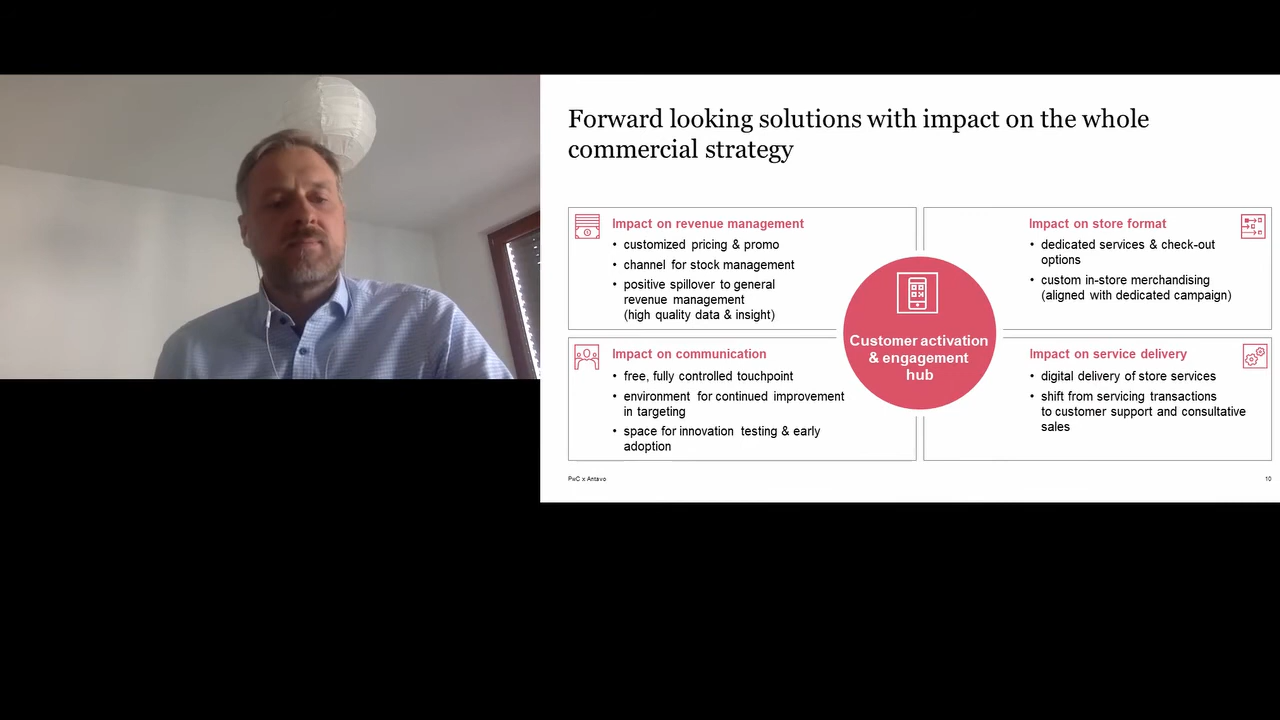 Forward looking solutions with impact on the whole
commercial strategy
Impact on revenue management
• customized pricing & promo
• channel for stock management
• positive spillover to general
revenue management
(high quality data & insight)
Impact on store format
• dedicated services & check-out
options
• custom in-store merchandising
(aligned with dedicated campaign)
Customer activation
& engagement
hub
Impact on communication
• free, fully controlled touchpoint
• environment for continued improvement
in targeting
• space for innovation testing & early
adoption
Impact on service delivery
• digital delivery of store services
• shift from servicing transactions
to customer support and consultative
sales
PwC x Antavo
10